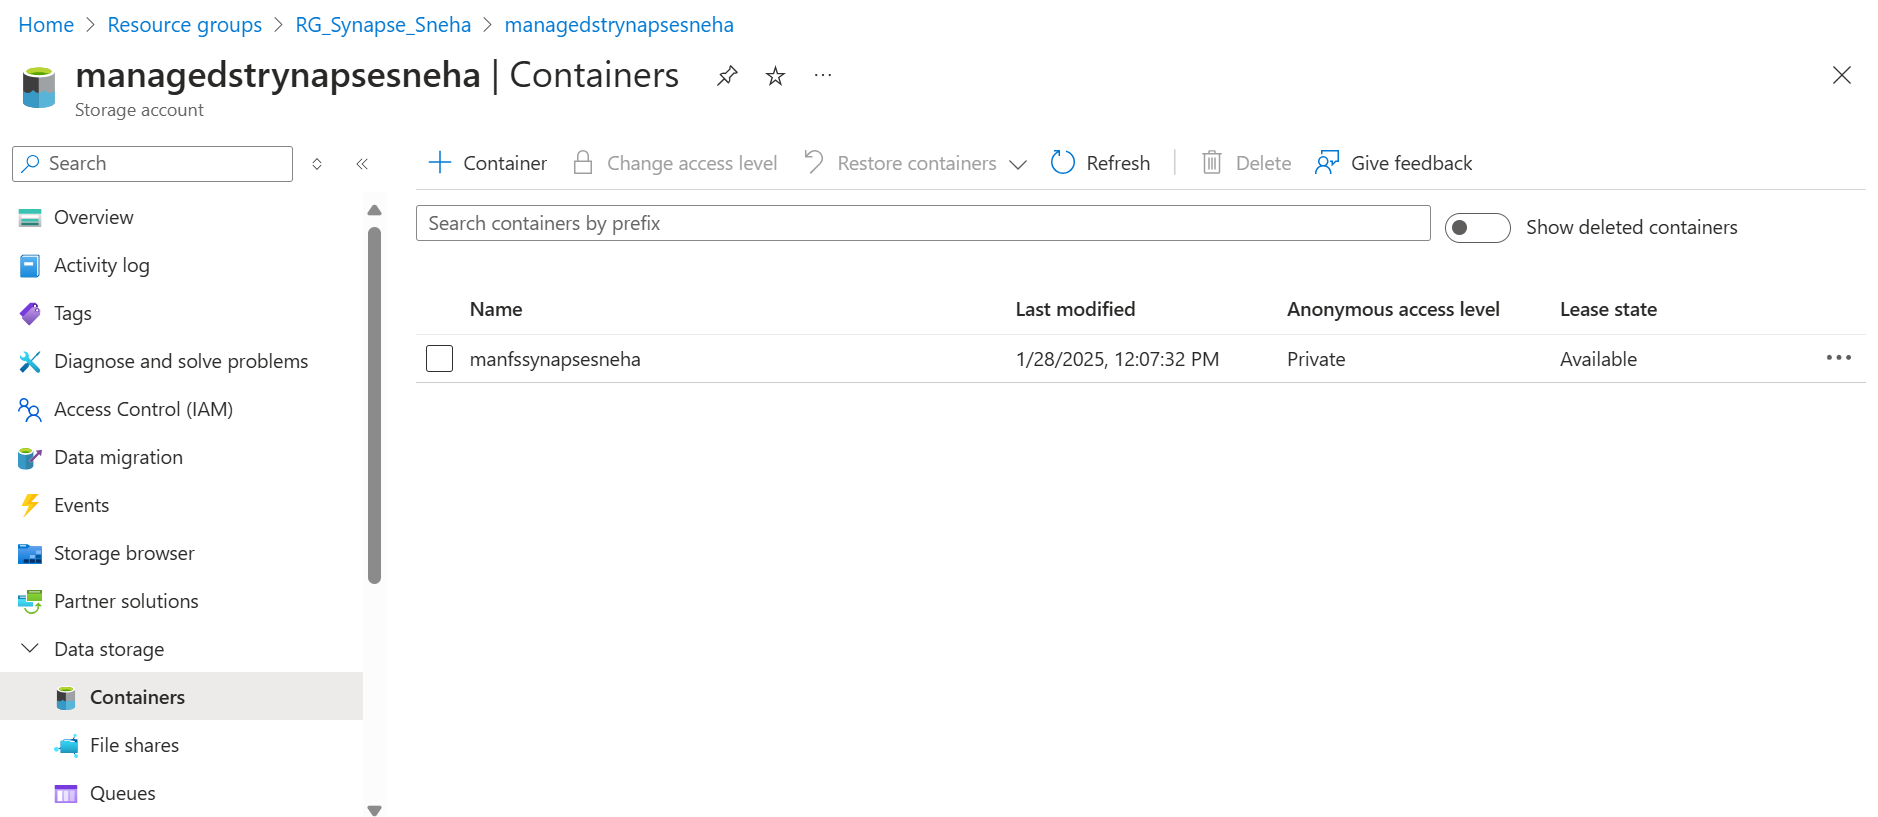 Home > Resource groups > RG_Synapse_Sneha > managedstrynapsesneha
managedstrynapsesneha | Containers
Storage account
Search
Container
Change access level
Restore containers
Refresh
Delete
Give feedback
Search containers by prefix
Show deleted containers
Overview
Activity log
Tags
Diagnose and solve problems
Access Control (IAM)
Data migration
Events
Storage browser
Partner solutions
Data storage
Containers
File shares
Queues
Name Last modified Anonymous access level Lease state
manfssynapsesneha 1/28/2025, 12:07:32 PM Private Available